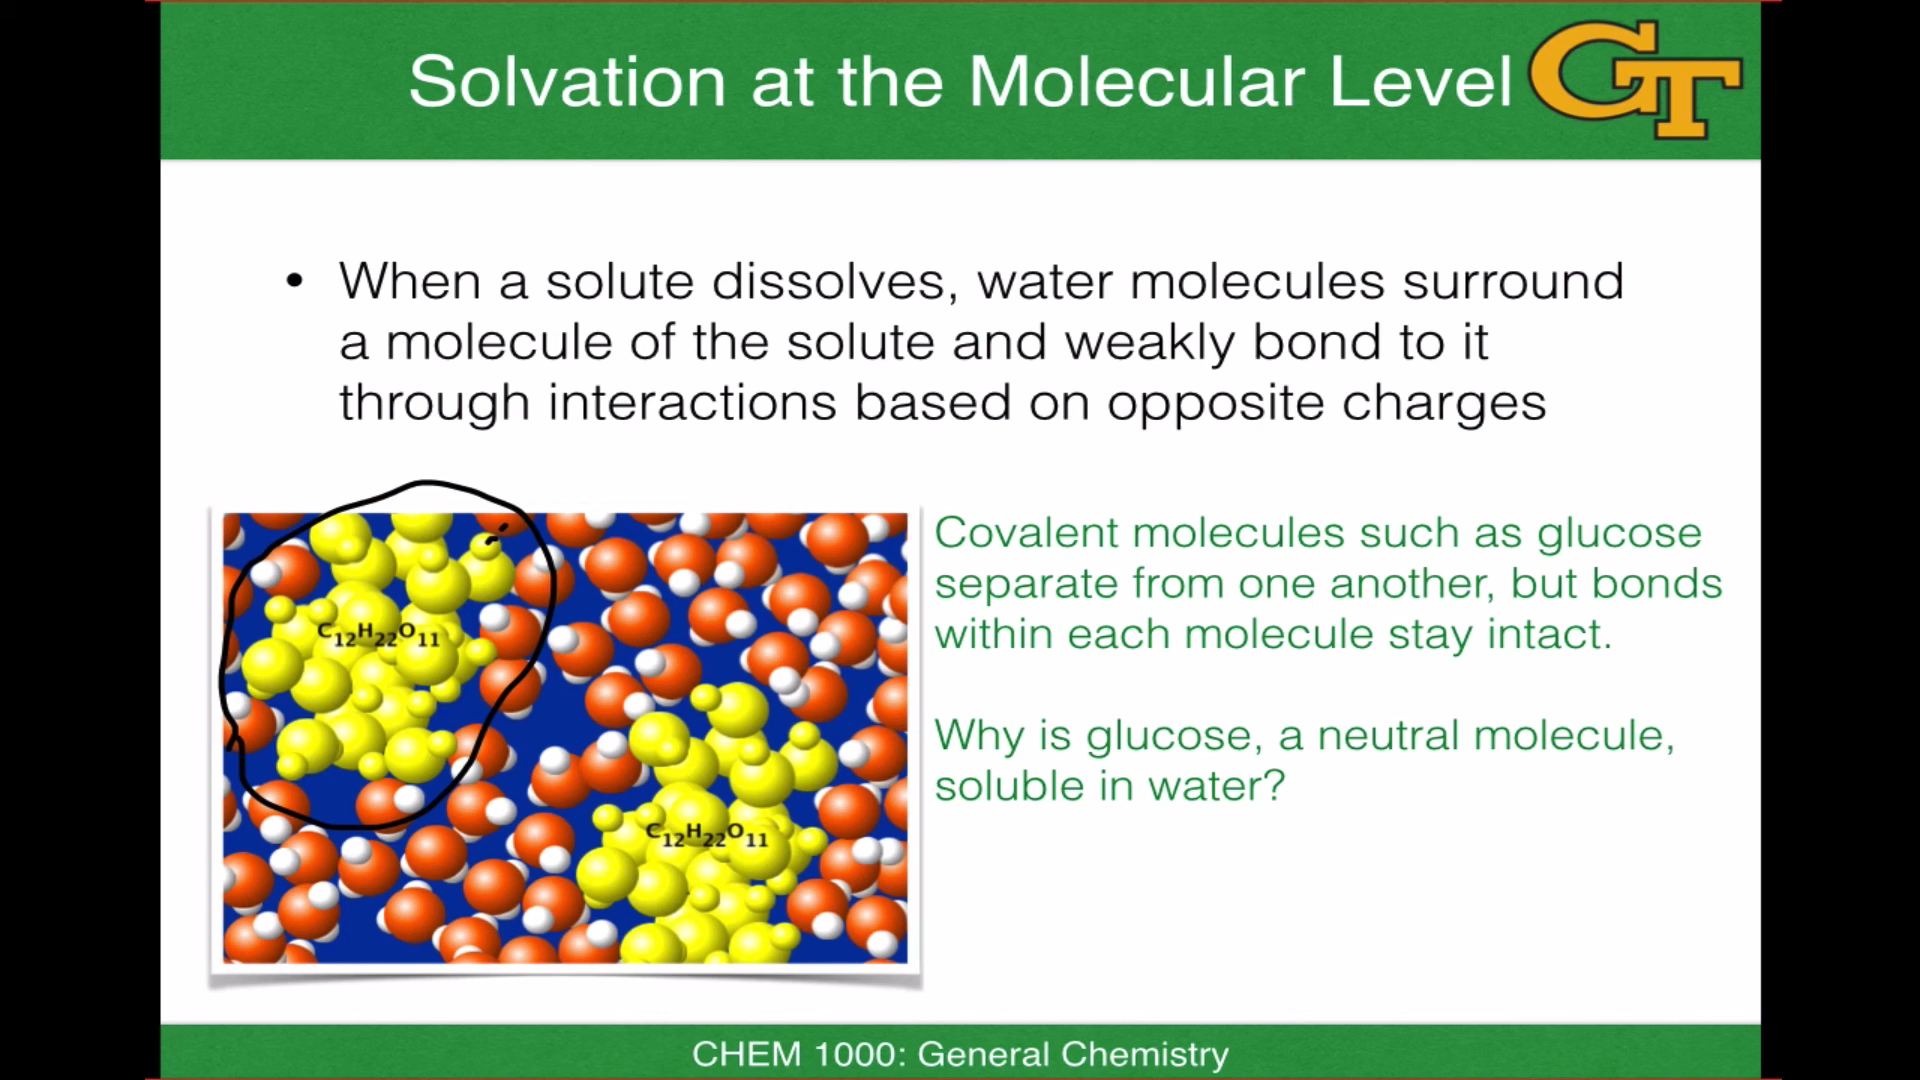 Solvation at the Molecular Level
GT
• When a solute dissolves, water molecules surround
a molecule of the solute and weakly bond to it
through interactions based on opposite charges
C₁₂H₂₂O₁₁
C₁₂H₂₂O₁₁
Covalent molecules such as glucose
separate from one another, but bonds
within each molecule stay intact.
Why is glucose, a neutral molecule,
soluble in water?
CHEM 1000: General Chemistry